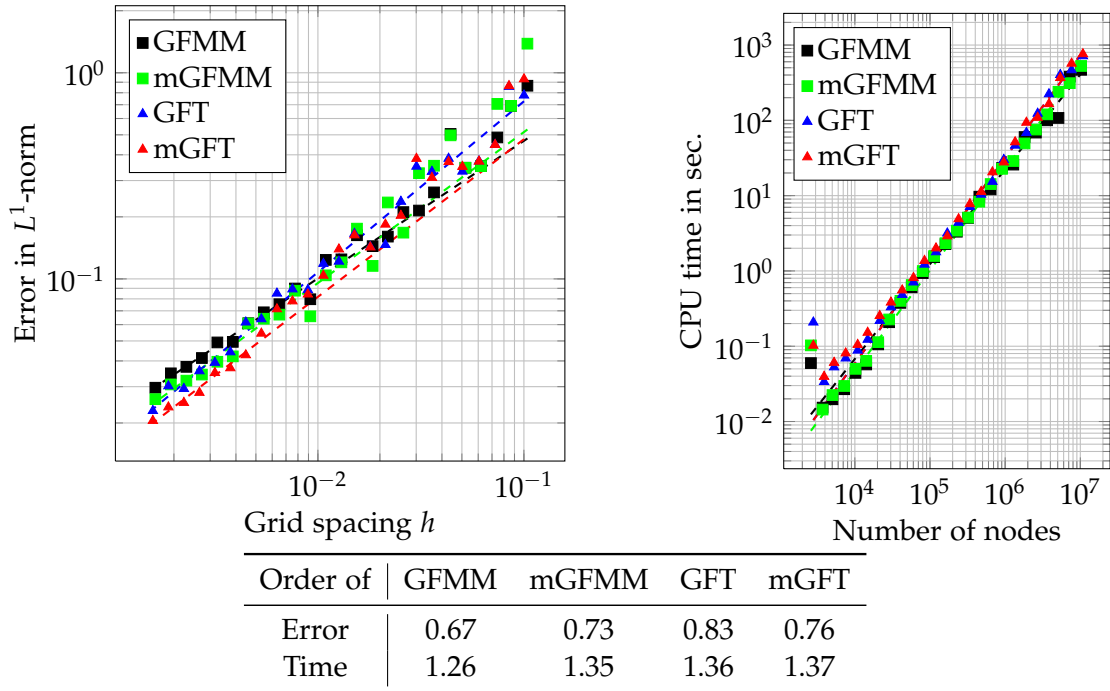 GFMM
mGFMM
GFT
mGFT
10^0
10^-1
10^-2
10^-1
Error in L^1-norm
Grid spacing h
GFMM
mGFMM
GFT
mGFT
10^3
10^2
10^1
10^0
10^-1
10^-2
10^4
10^5
10^6
10^7
CPU time in sec.
Number of nodes
Order of GFMM mGFMM GFT mGFT
Error 0.67 0.73 0.83 0.76
Time 1.26 1.35 1.36 1.37